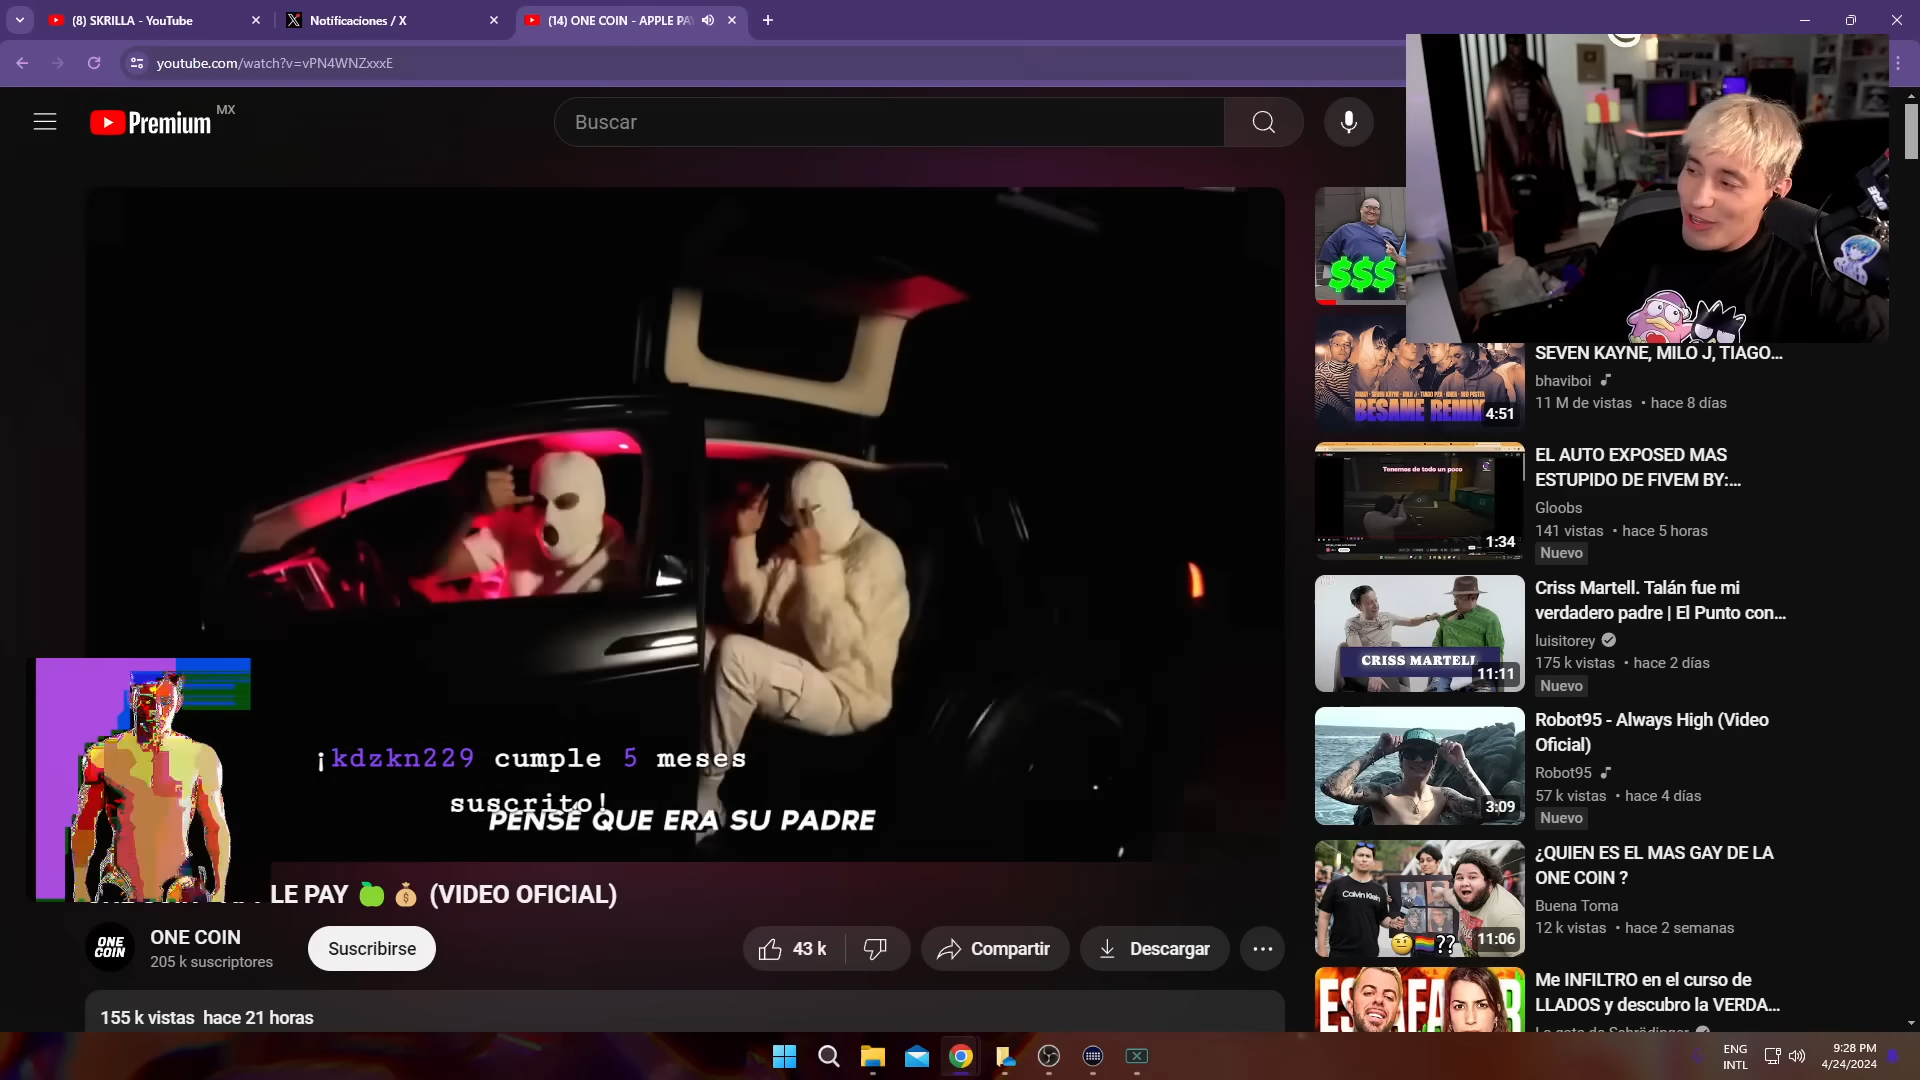 (8) SKRILLA - YouTube
Notificaciones / X
(14) ONE COIN - APPLE PA
youtube.com/watch?v=vPN4WNZxxxE
Premium MX
Buscar
$$$
SEVEN KAYNE, MILO J, TIAGO...
bhaviboi
11 M de vistas • hace 8 días
BESAME REMIX
4:51
EL AUTO EXPOSED MAS
ESTUPIDO DE FIVEM BY:...
Gloobs
141 vistas • hace 5 horas
Nuevo
Tenemos de todo un poco
1:34
Criss Martell. Talán fue mi
verdadero padre | El Punto con...
luisitorey
175 k vistas • hace 2 días
Nuevo
CRISS MARTELL
11:11
Robot95 - Always High (Video
Oficial)
Robot95
57 k vistas • hace 4 días
Nuevo
3:09
¿QUIEN ES EL MAS GAY DE LA
ONE COIN ?
Buena Toma
12 k vistas • hace 2 semanas
Calvin Klein
??
11:06
Me INFILTRO en el curso de
LLADOS y descubro la VERDA...
¡kdzkn229 cumple 5 meses
suscrito!
PENSÉ QUE ERA SU PADRE
LE PAY 🍏 💰 (VIDEO OFICIAL)
ONE
COIN
ONE COIN
205 k suscriptores
Suscribirse
43 k
Compartir
Descargar
155 k vistas hace 21 horas
ENG
INTL
9:28 PM
4/24/2024